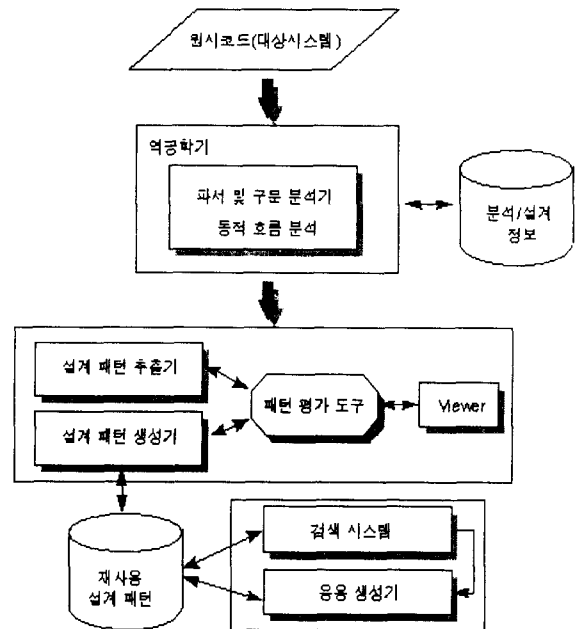 원시코드(대상시스템)
역공학기
파서 및 구문 분석기
동적 흐름 분석
분석/설계
정보
설계 패턴 추출기
설계 패턴 생성기
패턴 평가 도구
Viewer
재사용
설계 패턴
검색 시스템
응용 생성기